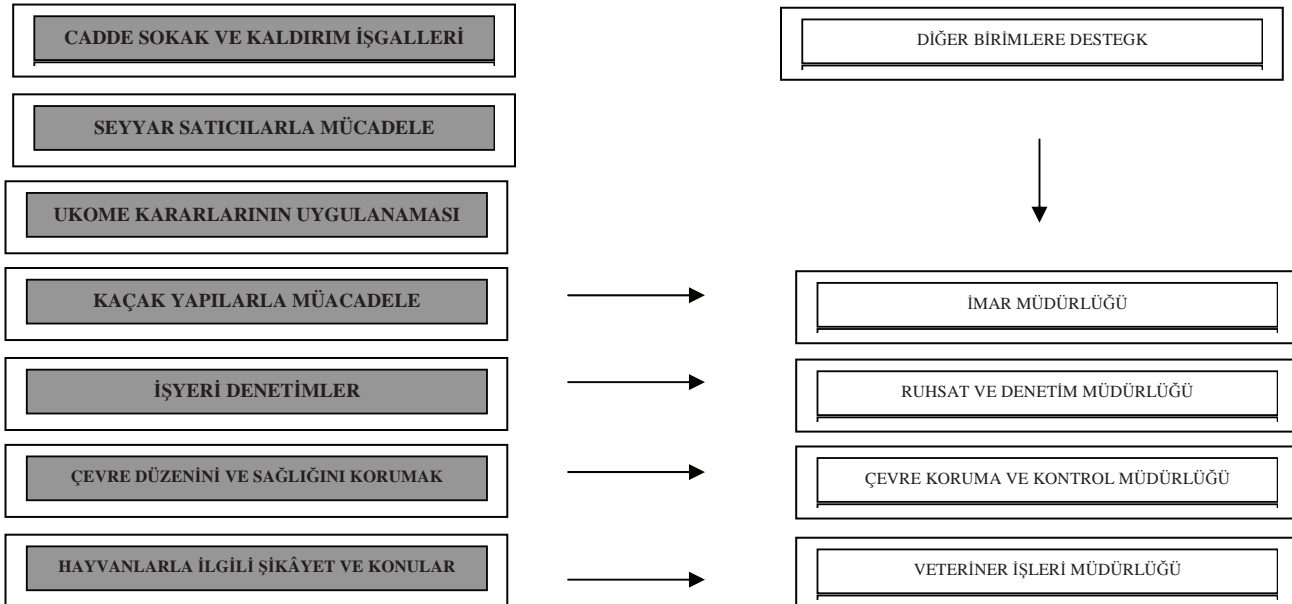 CADDE SOKAK VE KALDIRIM İŞGALLERİ
DİĞER BİRİMLERE DESTEGK
SEYYAR SATICILARLA MÜCADELE
UKOME KARARLARININ UYGULANAMASI
KAÇAK YAPILARLA MÜACADELE
İMAR MÜDÜRLÜĞÜ
İŞYERİ DENETİMLER
RUHSAT VE DENETİM MÜDÜRLÜĞÜ
ÇEVRE DÜZENİNİ VE SAĞLIĞINI KORUMAK
ÇEVRE KORUMA VE KONTROL MÜDÜRLÜĞÜ
HAYVANLARLA İLGİLİ ŞİKÂYET VE KONULAR
VETERİNER İŞLERİ MÜDÜRLÜĞÜ